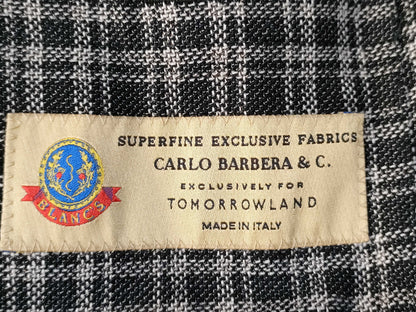 SUPERFINE EXCLUSIVE FABRICS
CARLO BARBERA & C.
EXCLUSIVELY FOR
TOMORROWLAND
MADE IN ITALY
BLANCS